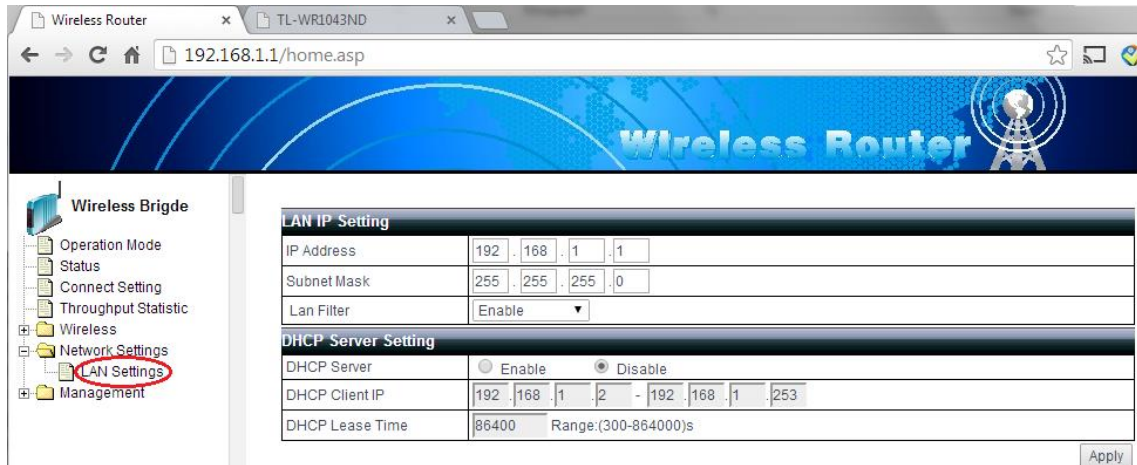 Wireless Router
TL-WR1043ND
192.168.1.1/home.asp
Wireless Router
Wireless Brigde
Operation Mode
Status
Connect Setting
Throughput Statistic
Wireless
Network Settings
LAN Settings
Management
LAN IP Setting
IP Address 192 . 168 . 1 . 1
Subnet Mask 255 . 255 . 255 . 0
Lan Filter Enable
DHCP Server Setting
DHCP Server Enable Disable
DHCP Client IP 192 . 168 . 1 . 2 - 192 . 168 . 1 . 253
DHCP Lease Time 86400 Range:(300-864000)s
Apply